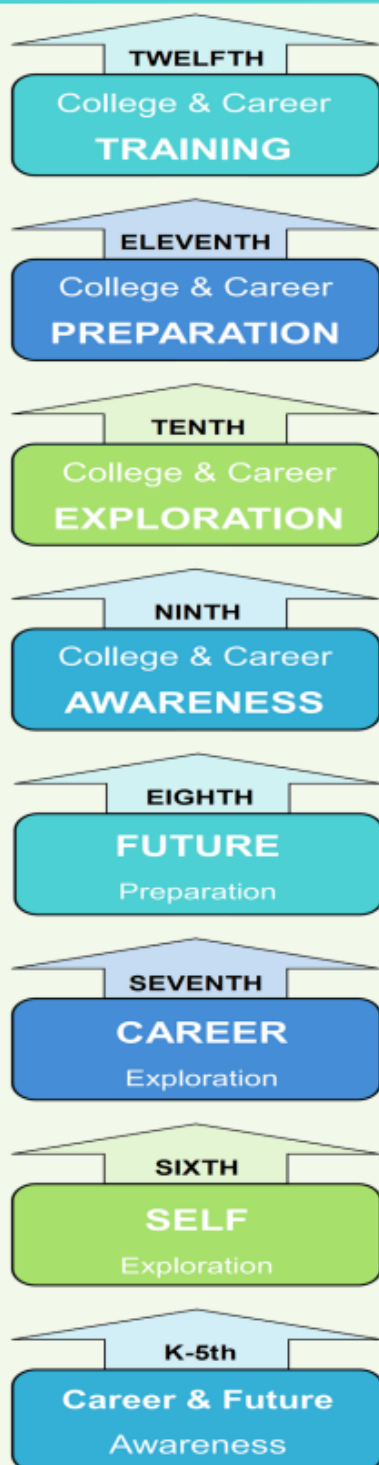 TWELFTH
College & Career
TRAINING
ELEVENTH
College & Career
PREPARATION
TENTH
College & Career
EXPLORATION
NINTH
College & Career
AWARENESS
EIGHTH
FUTURE
Preparation
SEVENTH
CAREER
Exploration
SIXTH
SELF
Exploration
K-5th
Career & Future
Awareness